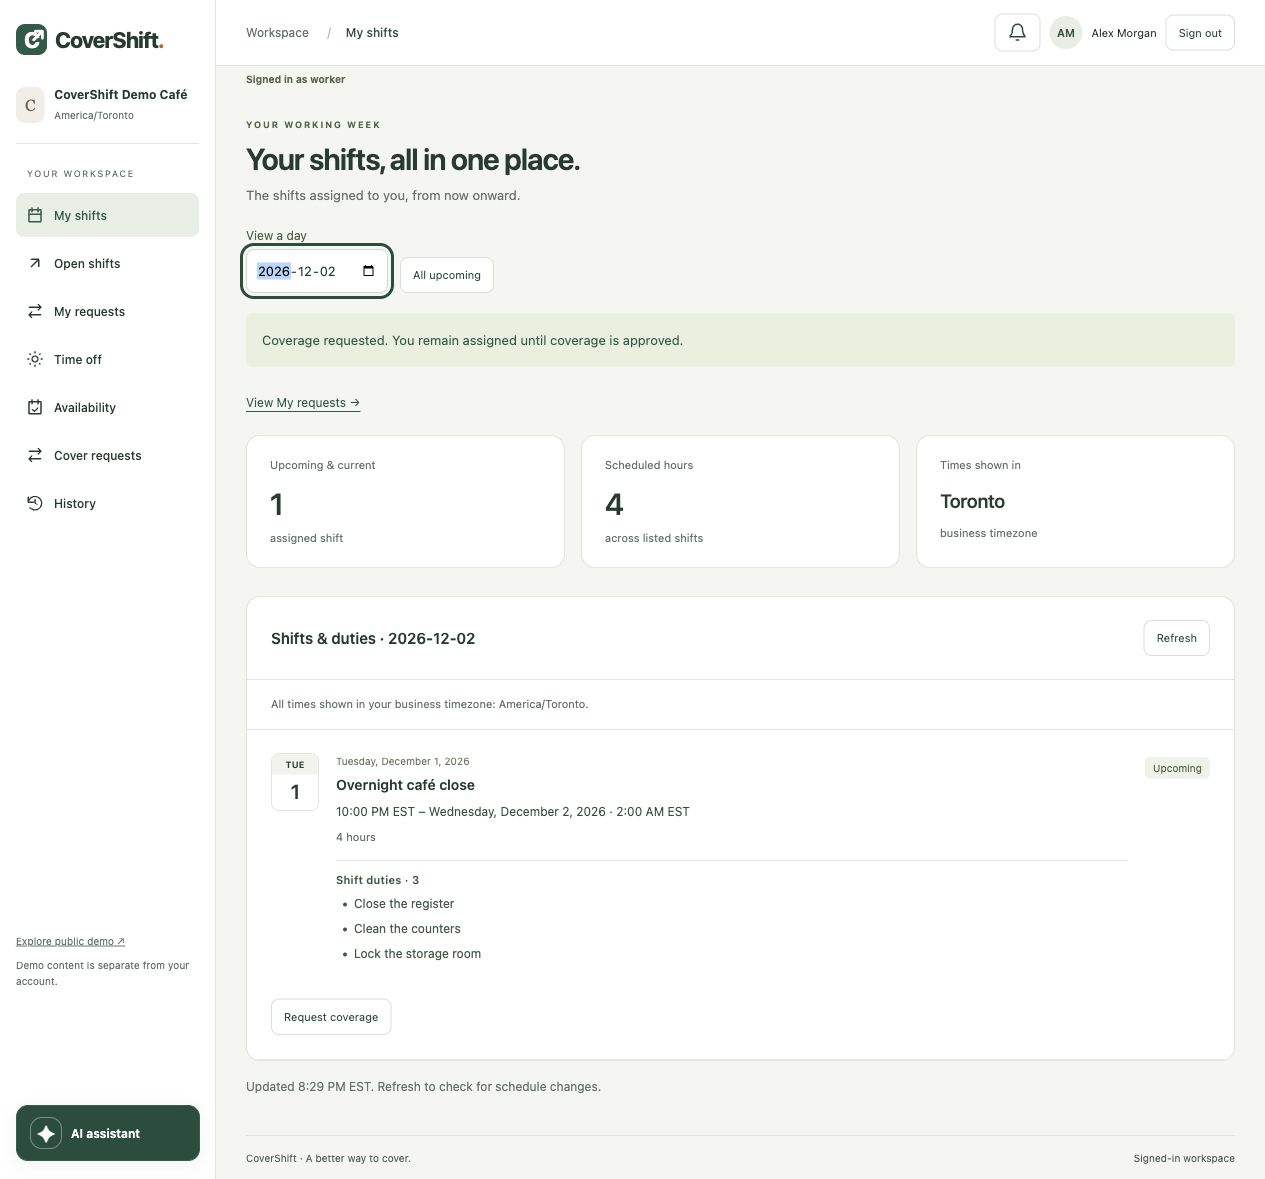 CoverShift.
C
CoverShift Demo Café
America/Toronto
YOUR WORKSPACE
My shifts
Open shifts
My requests
Time off
Availability
Cover requests
History
Explore public demo ↗
Demo content is separate from your
account.
AI assistant
Workspace / My shifts
AM Alex Morgan Sign out
Signed in as worker
YOUR WORKING WEEK
Your shifts, all in one place.
The shifts assigned to you, from now onward.
View a day
2026-12-02 All upcoming
Coverage requested. You remain assigned until coverage is approved.
View My requests →
Upcoming & current
1
assigned shift
Scheduled hours
4
across listed shifts
Times shown in
Toronto
business timezone
Shifts & duties · 2026-12-02
Refresh
All times shown in your business timezone: America/Toronto.
TUE
1
Tuesday, December 1, 2026
Upcoming
Overnight café close
10:00 PM EST – Wednesday, December 2, 2026 · 2:00 AM EST
4 hours
Shift duties · 3
• Close the register
• Clean the counters
• Lock the storage room
Request coverage
Updated 8:29 PM EST. Refresh to check for schedule changes.
CoverShift · A better way to cover.
Signed-in workspace